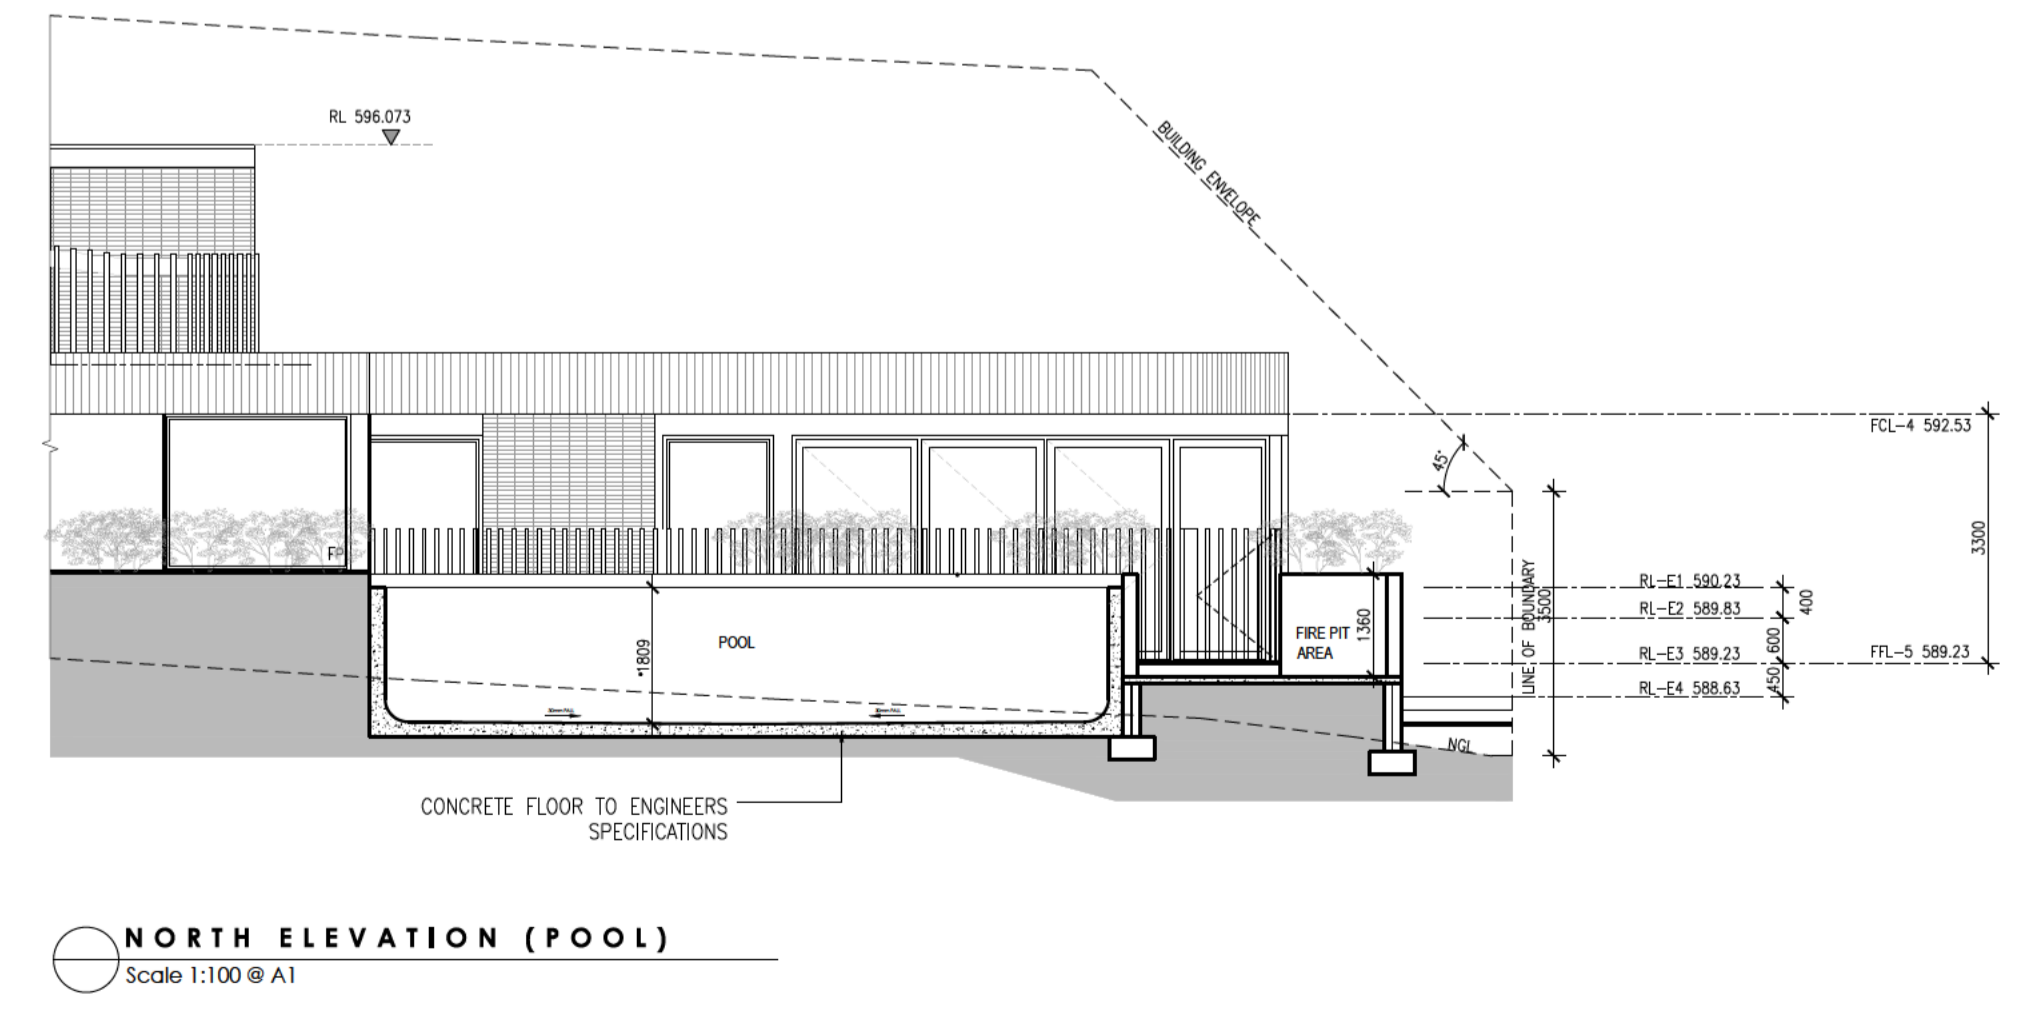 RL 596.073
BUILDING ENVELOPE
FCL-4 592.53
45°
3300
FP
LINE OF BOUNDARY
3500
RL-E1 590.23
400
RL-E2 589.83
600
RL-E3 589.23
FFL-5 589.23
450
RL-E4 588.63
1360
FIRE PIT
AREA
POOL
*1809
NGL
CONCRETE FLOOR TO ENGINEERS
SPECIFICATIONS
NORTH ELEVATION (POOL)
Scale 1:100 @ A1